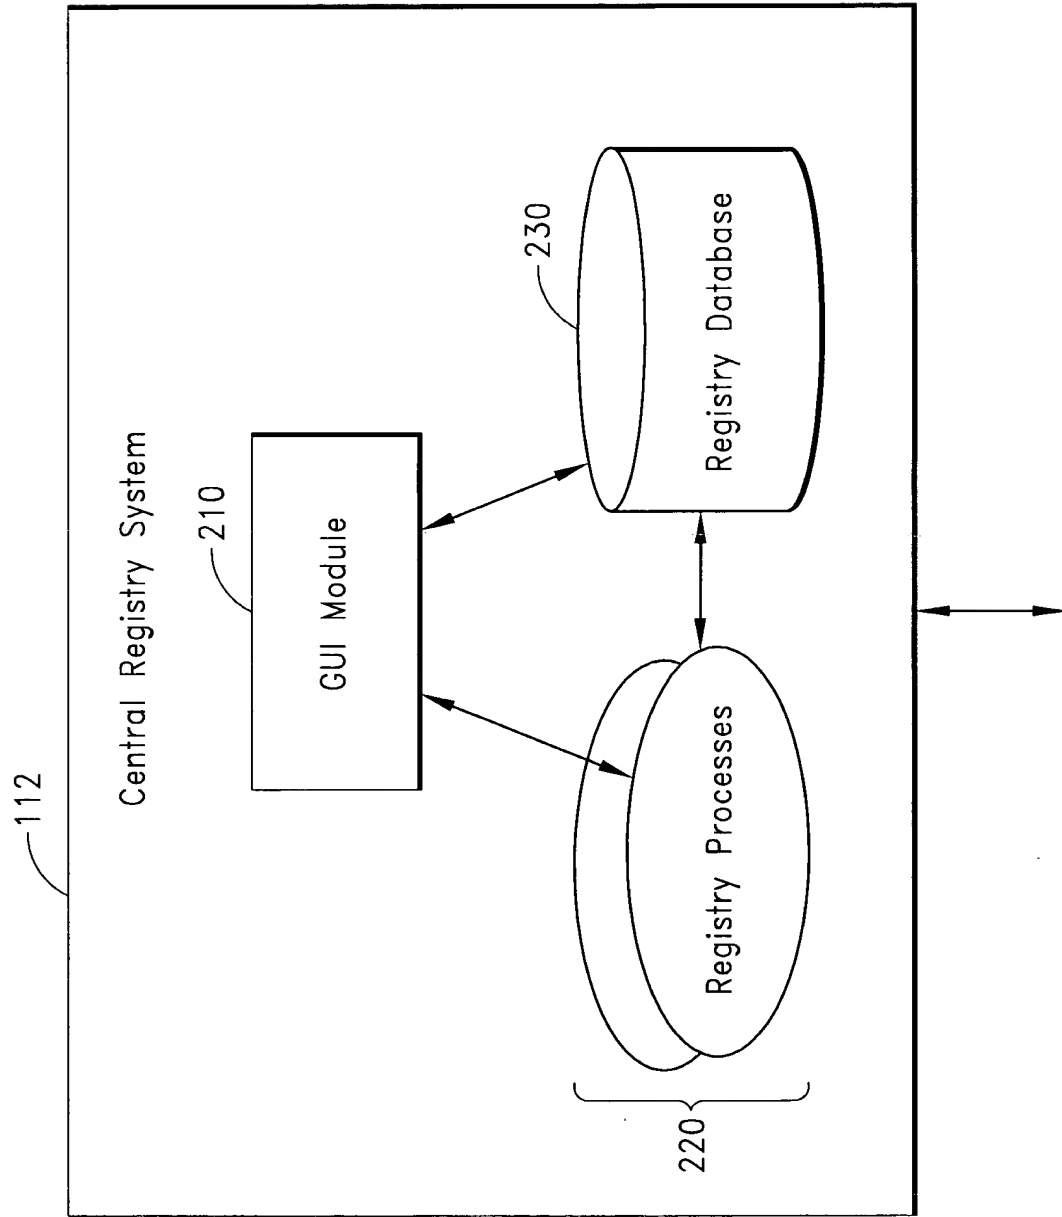 112
Central Registry System
210
GUI Module
230
Registry Processes
Registry Database
220